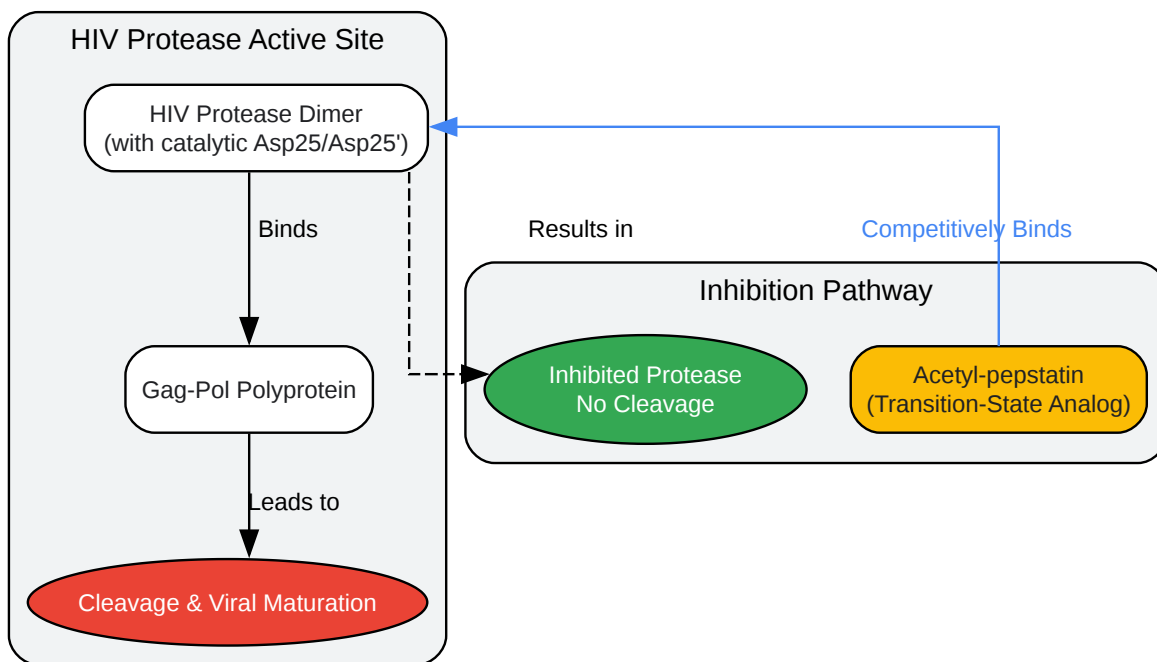 HIV Protease Active Site
HIV Protease Dimer
(with catalytic Asp25/Asp25')
Binds
Results in
Competitively Binds
Inhibition Pathway
Gag-Pol Polyprotein
Inhibited Protease
No Cleavage
Acetyl-pepstatin
(Transition-State Analog)
Leads to
Cleavage & Viral Maturation